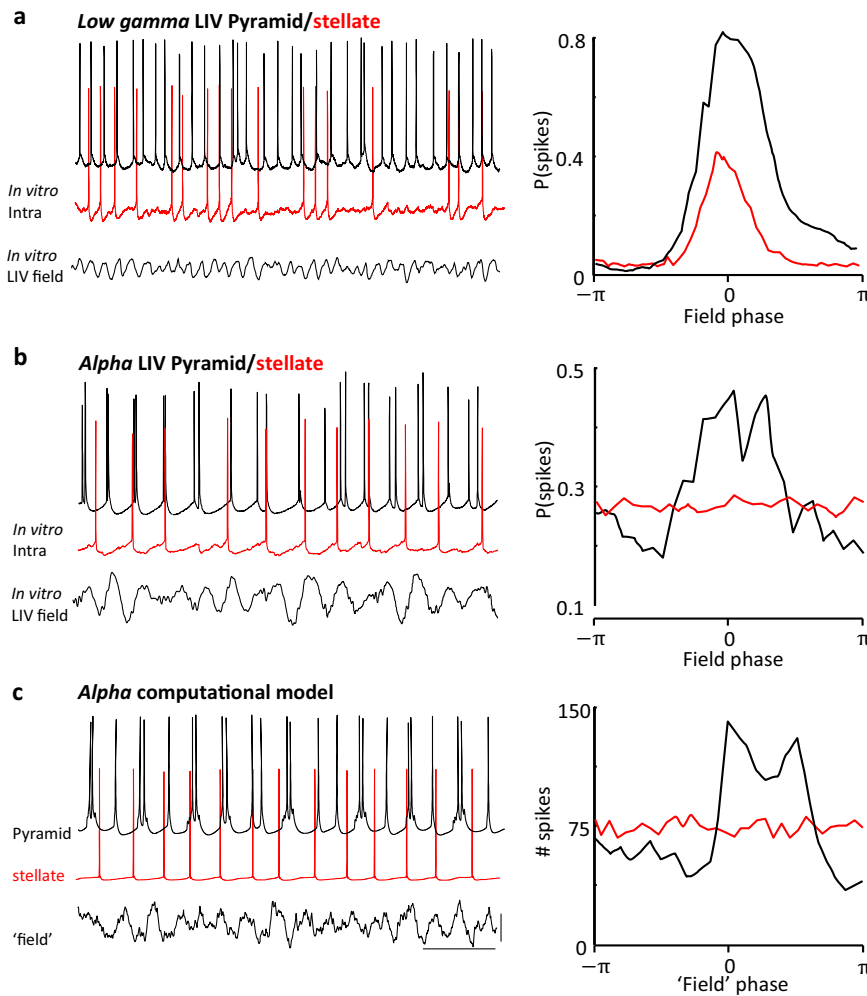 a
Low gamma LIV Pyramid/stellate
In vitro
Intra
In vitro
LIV field
P(spikes)
0.8
0.4
0
−π
0
π
Field phase
b
Alpha LIV Pyramid/stellate
In vitro
Intra
In vitro
LIV field
P(spikes)
0.5
0.3
0.1
−π
0
π
Field phase
c
Alpha computational model
Pyramid
stellate
‘field’
# spikes
150
75
0
−π
0
π
‘Field’ phase